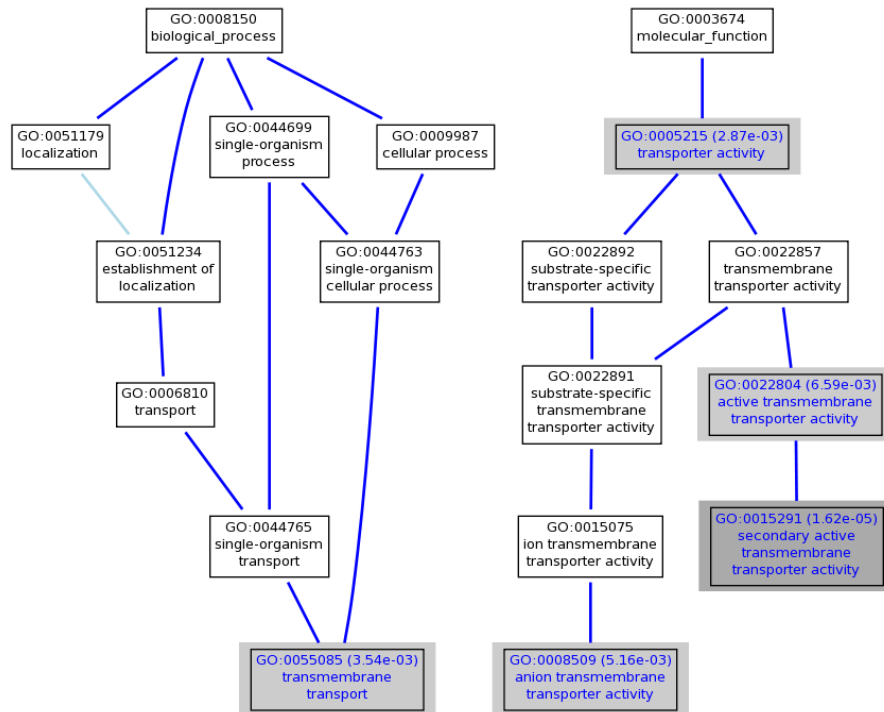 GO:0008150
biological_process
GO:0003674
molecular_function
GO:0051179
localization
GO:0044699
single-organism
process
GO:0009987
cellular process
GO:0005215 (2.87e-03)
transporter activity
GO:0051234
establishment of
localization
GO:0044763
single-organism
cellular process
GO:0022892
substrate-specific
transporter activity
GO:0022857
transmembrane
transporter activity
GO:0006810
transport
GO:0022891
substrate-specific
transmembrane
transporter activity
GO:0022804 (6.59e-03)
active transmembrane
transporter activity
GO:0044765
single-organism
transport
GO:0015075
ion transmembrane
transporter activity
GO:0015291 (1.62e-05)
secondary active
transmembrane
transporter activity
GO:0055085 (3.54e-03)
transmembrane
transport
GO:0008509 (5.16e-03)
anion transmembrane
transporter activity